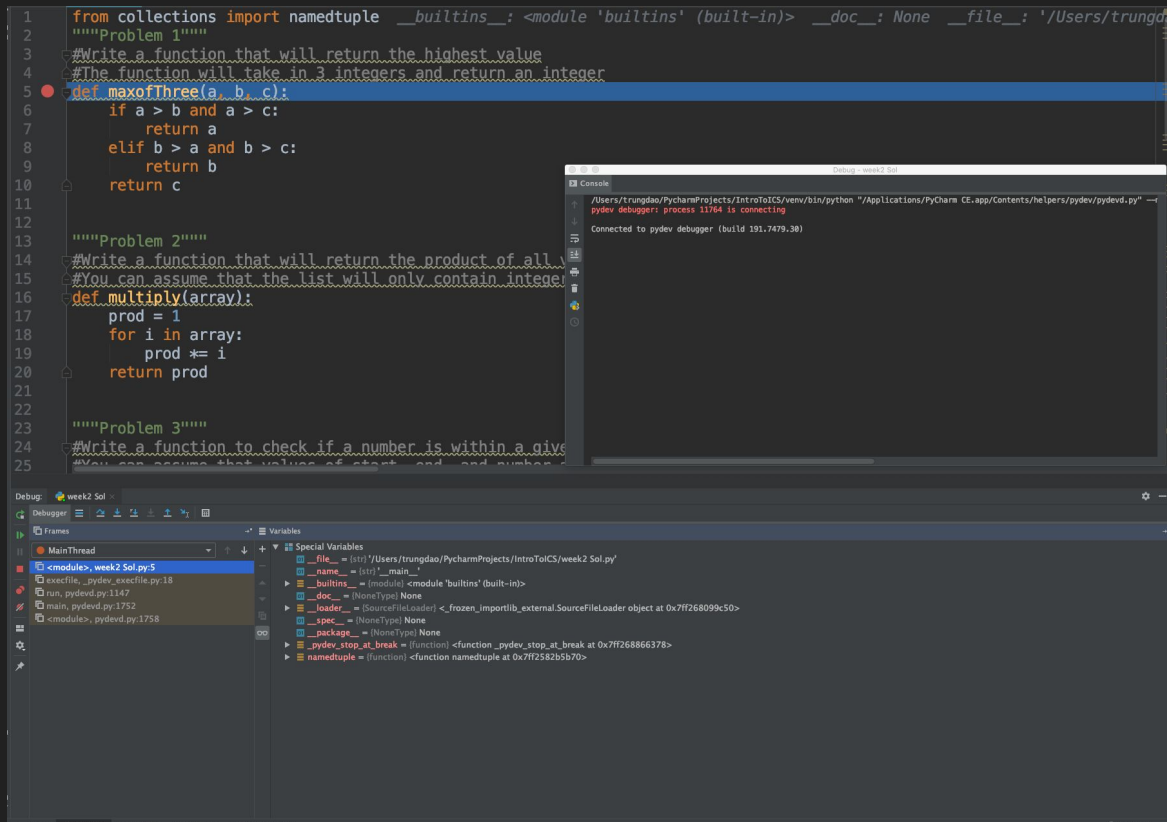 1 from collections import namedtuple __builtins__: <module 'builtins' (built-in)> __doc__: None __file__: '/Users/trungd
2 """Problem 1"""
3 #Write a function that will return the highest value
4 #The function will take in 3 integers and return an integer
5 def maxofThree(a, b, c):
6 if a > b and a > c:
7 return a
8 elif b > a and b > c:
9 return b
10 return c
11
12
13 """Problem 2"""
14 #Write a function that will return the product of all
15 #You can assume that the list will only contain integer
16 def multiply(array):
17 prod = 1
18 for i in array:
19 prod *= i
20 return prod
21
22
23 """Problem 3"""
24 #Write a function to check if a number is within a give
25 #You can assume that values of start, end, and number
Debug - week2 Sol
Console
/Users/trungdao/PycharmProjects/IntroToICS/venv/bin/python "/Applications/PyCharm CE.app/Contents/helpers/pydev/pydevd.py"
pydev debugger: process 11764 is connecting
Connected to pydev debugger (build 191.7479.30)
Debug: week2 Sol
Debugger
Frames
MainThread
<module>, week2 Sol.py:5
execfile, _pydev_execfile.py:18
run, pydevd.py:1147
main, pydevd.py:1752
<module>, pydevd.py:1758
Variables
Special Variables
__file__ = {str} '/Users/trungdao/PycharmProjects/IntroToICS/week2 Sol.py'
__name__ = {str} '__main__'
__builtins__ = {module} <module 'builtins' (built-in)>
__doc__ = {NoneType} None
__loader__ = {SourceFileLoader} <_frozen_importlib_external.SourceFileLoader object at 0x7ff268099c50>
__spec__ = {NoneType} None
__package__ = {NoneType} None
_pydev_stop_at_break = {function} <function _pydev_stop_at_break at 0x7ff268866378>
namedtuple = {function} <function namedtuple at 0x7ff2582b5b70>